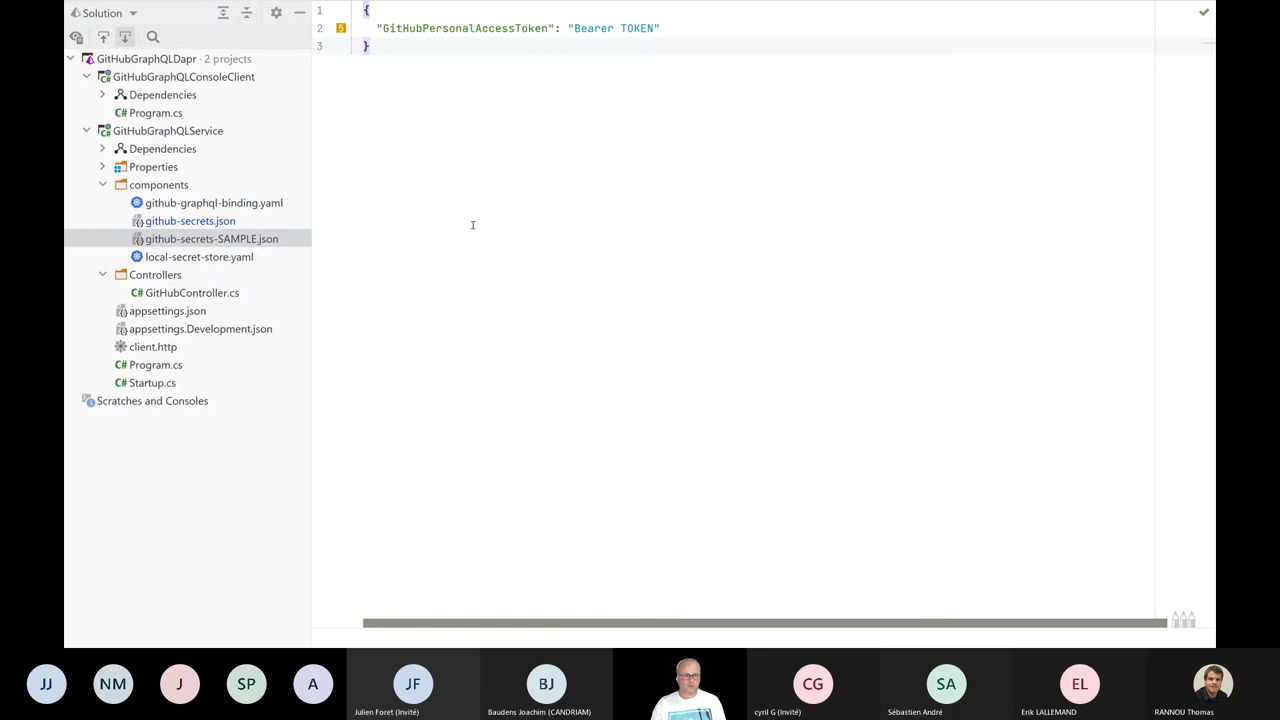 Solution
GitHubGraphQLDapr · 2 projects
GitHubGraphQLConsoleClient
Dependencies
C# Program.cs
GitHubGraphQLService
Dependencies
Properties
components
github-graphql-binding.yaml
github-secrets.json
github-secrets-SAMPLE.json
local-secret-store.yaml
Controllers
C# GitHubController.cs
appsettings.json
appsettings.Development.json
client.http
C# Program.cs
C# Startup.cs
Scratches and Consoles
1 {
2 5 "GitHubPersonalAccessToken": "Bearer TOKEN"
3 }
JJ
NM
J
SP
A
JF
Julien Foret (Invité)
BJ
Baudens Joachim (CANDRIAM)
CG
cyril G (Invité)
SA
Sébastien André
EL
Erik LALLEMAND
RANNOU Thomas